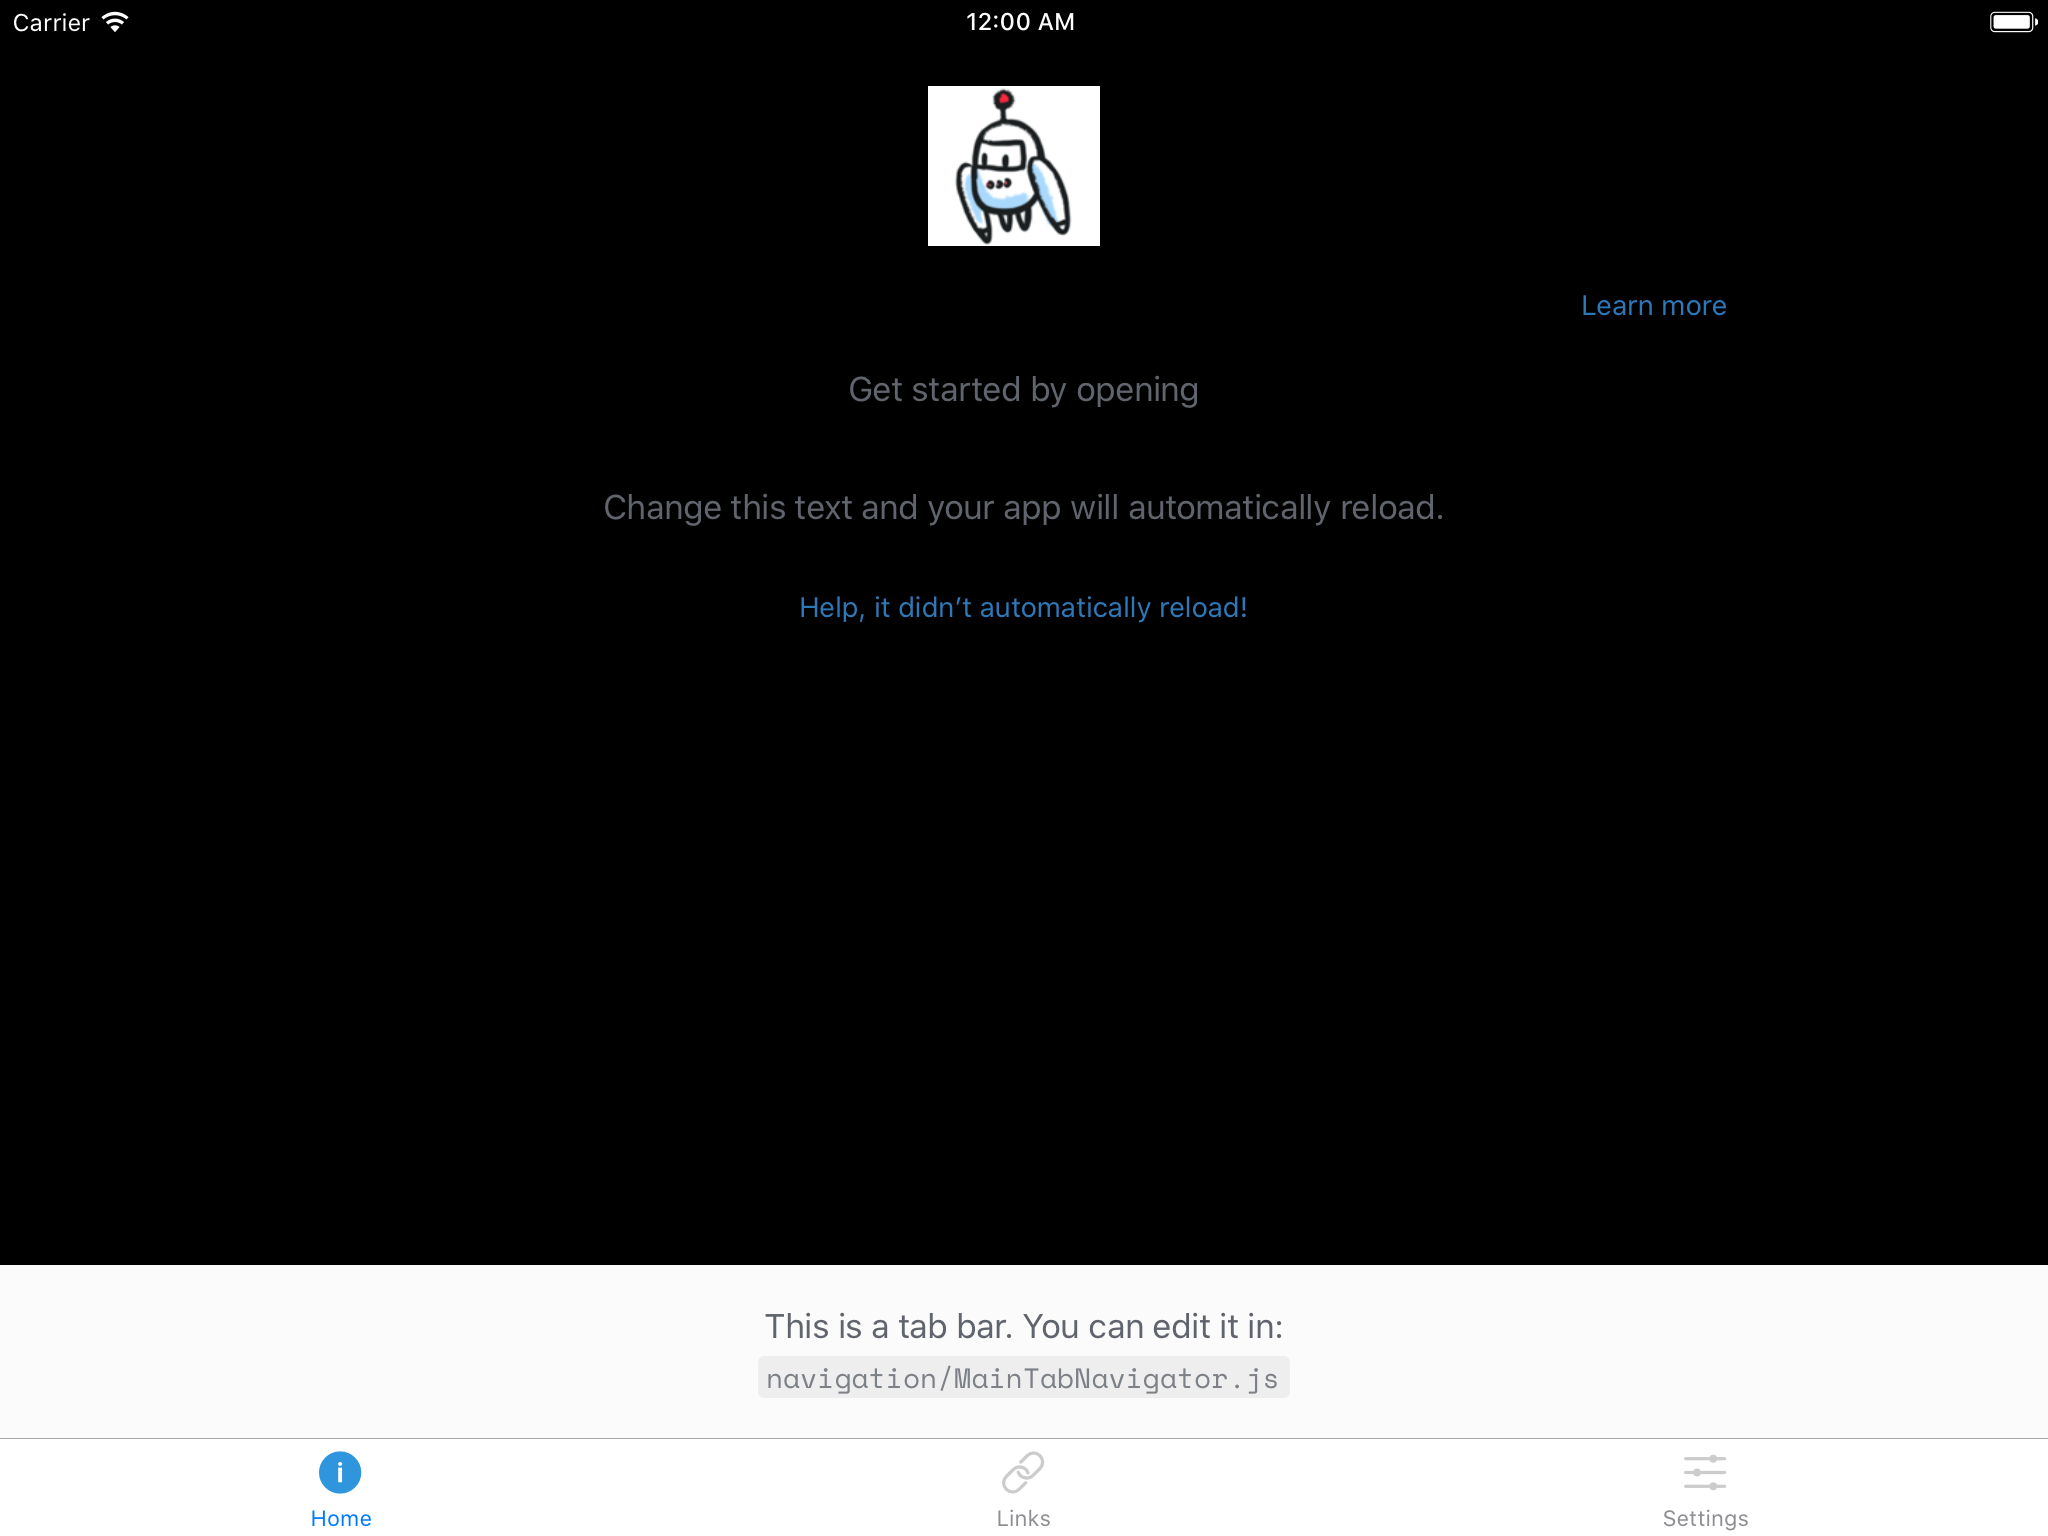 Carrier 12:00 AM
Learn more
Get started by opening
Change this text and your app will automatically reload.
Help, it didn’t automatically reload!
This is a tab bar. You can edit it in:
navigation/MainTabNavigator.js
Home Links Settings